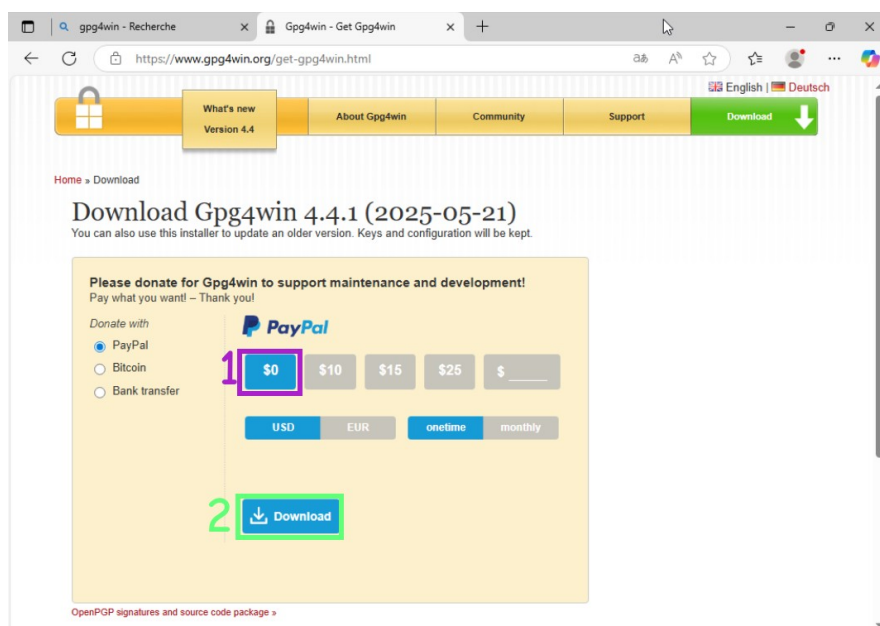 gpg4win - Recherche
Gpg4win - Get Gpg4win
https://www.gpg4win.org/get-gpg4win.html
English | Deutsch
What's new
Version 4.4
About Gpg4win
Community
Support
Download
Home » Download
Download Gpg4win 4.4.1 (2025-05-21)
You can also use this installer to update an older version. Keys and configuration will be kept.
Please donate for Gpg4win to support maintenance and development!
Pay what you want! – Thank you!
Donate with
PayPal
Bitcoin
Bank transfer
PayPal
1
$0 $10 $15 $25 $ _____
USD EUR onetime monthly
2
Download
OpenPGP signatures and source code package »